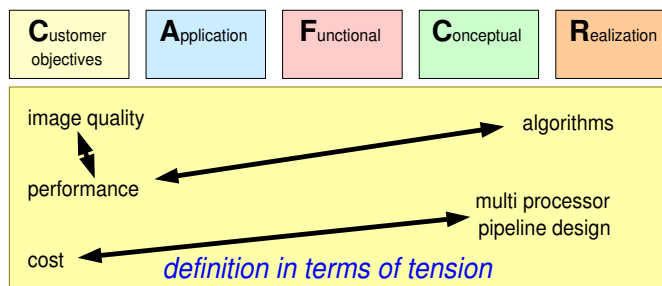 Customer
objectives
Application
Functional
Conceptual
Realization
image quality
algorithms
performance
multi processor
pipeline design
cost
definition in terms of tension